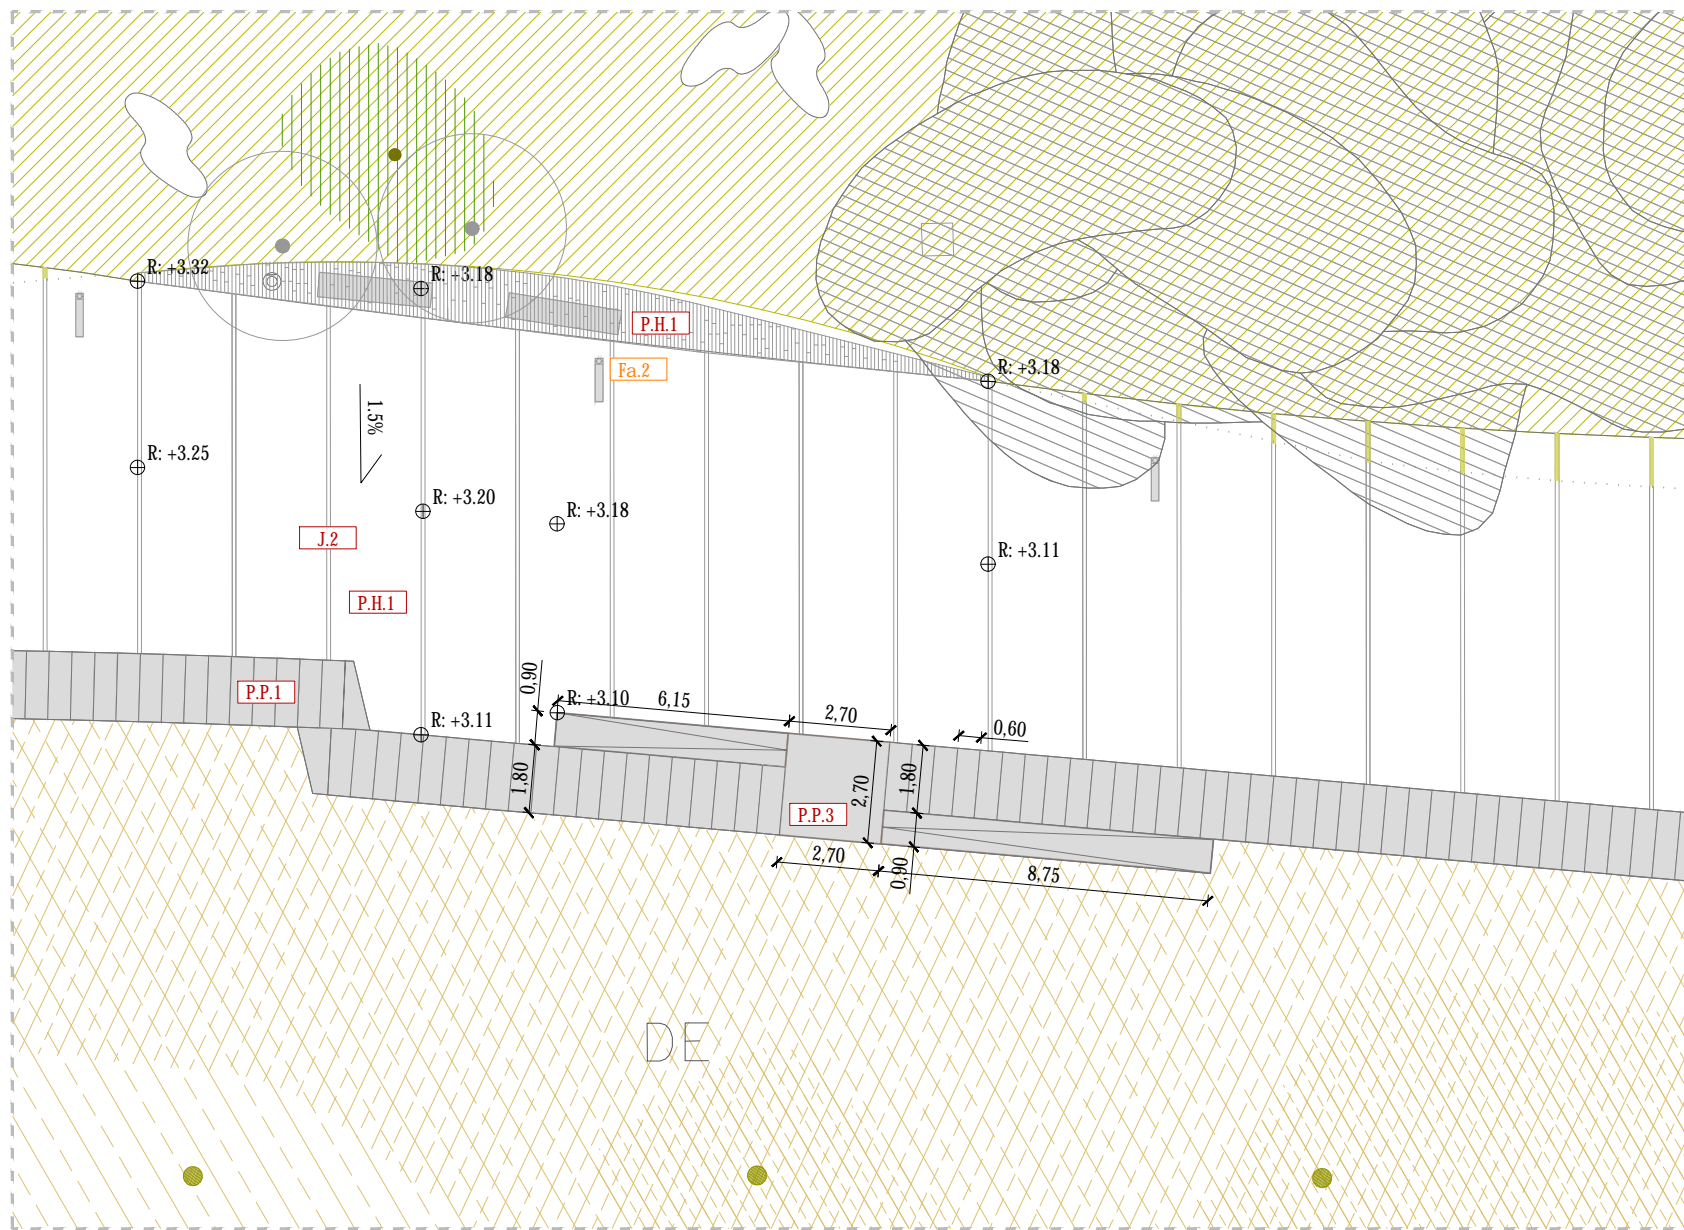 R: +3.32
R: +3.18
P.H.1
Fa.2
R: +3.18
1.5%
R: +3.25
R: +3.20
R: +3.18
J.2
R: +3.11
P.H.1
0,90
P.P.1
R: +3.10
6,15
2,70
R: +3.11
0,60
1,80
2,70
1,80
P.P.3
2,70
0,90
8,75
DE